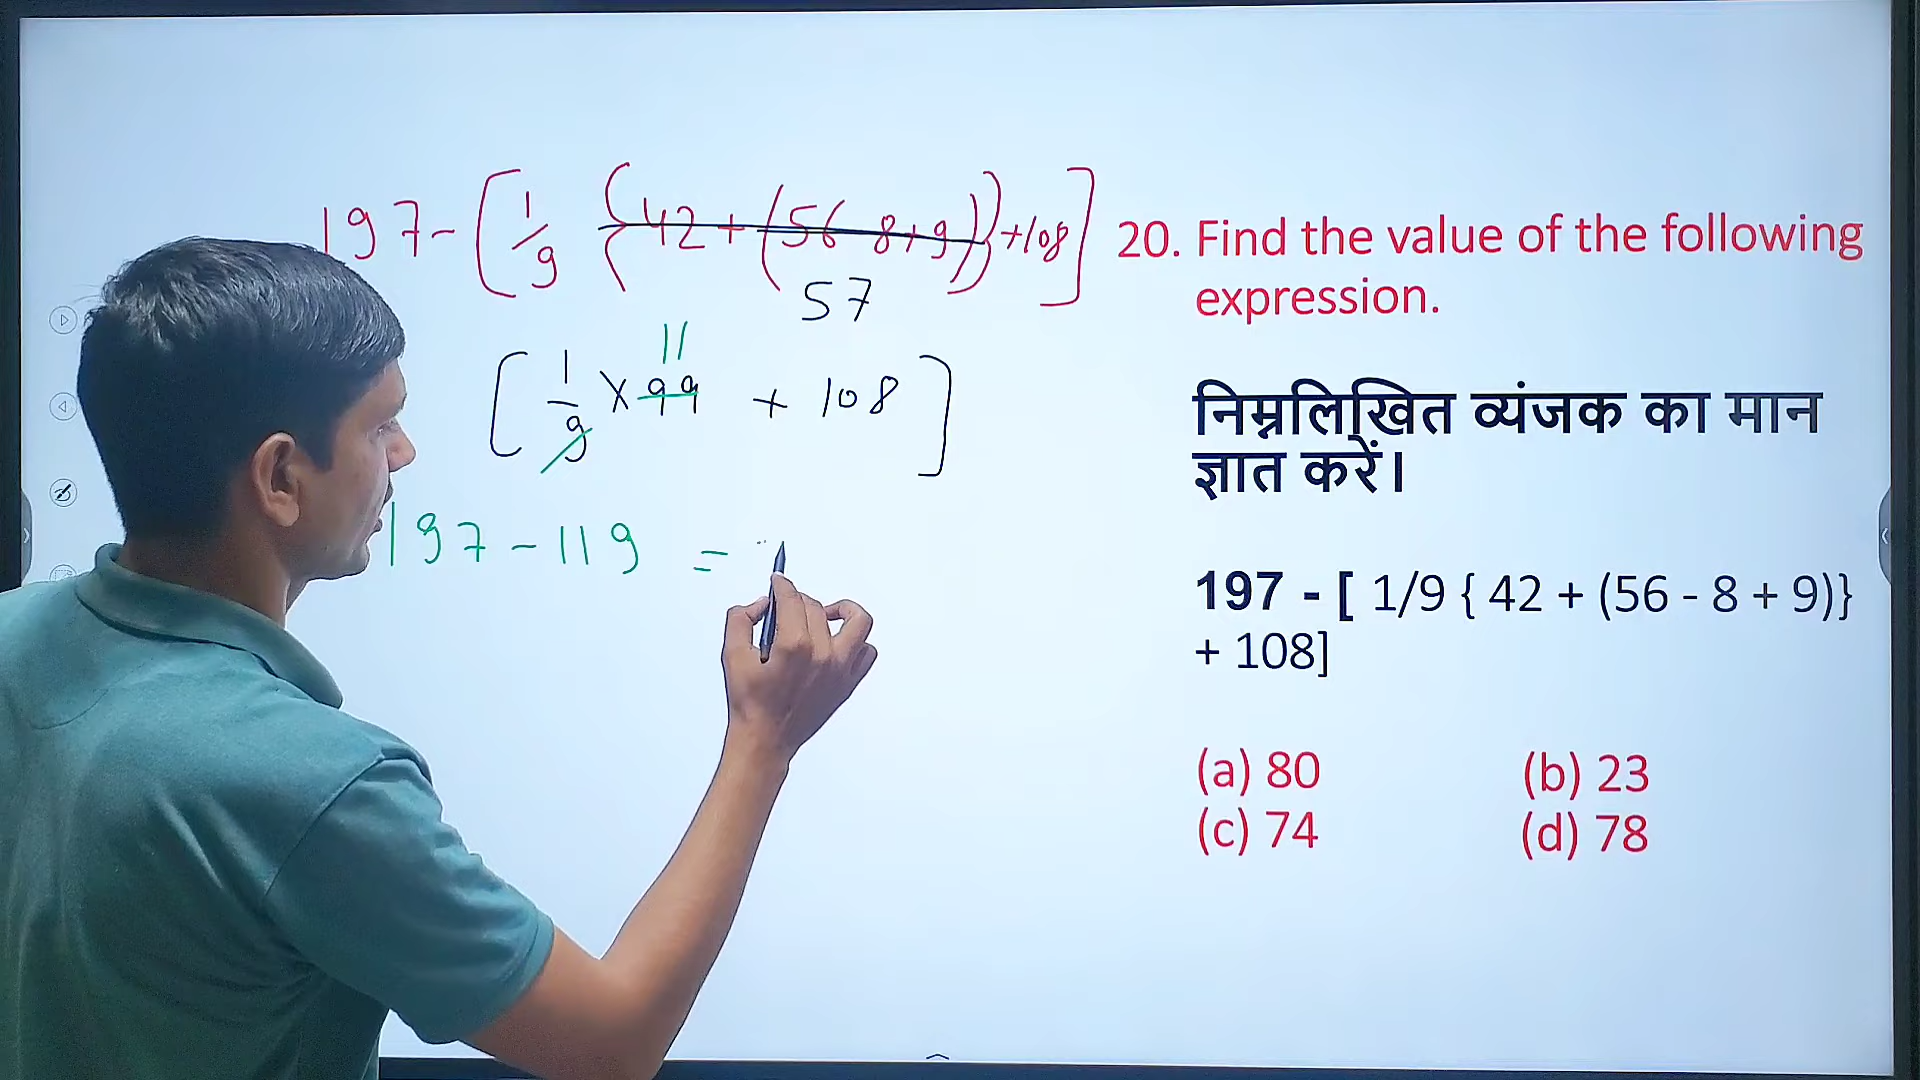 197 - [ 1/9 { 42 + ( 56 8 + 9 ) } + 108 ]
57
11
[ 1/9 × 99 + 108 ]
197 - 119 =
20. Find the value of the following
expression.
निम्नलिखित व्यंजक का मान
ज्ञात करें।
197 - [ 1/9 { 42 + (56 - 8 + 9)}
+ 108]
(a) 80 (b) 23
(c) 74 (d) 78